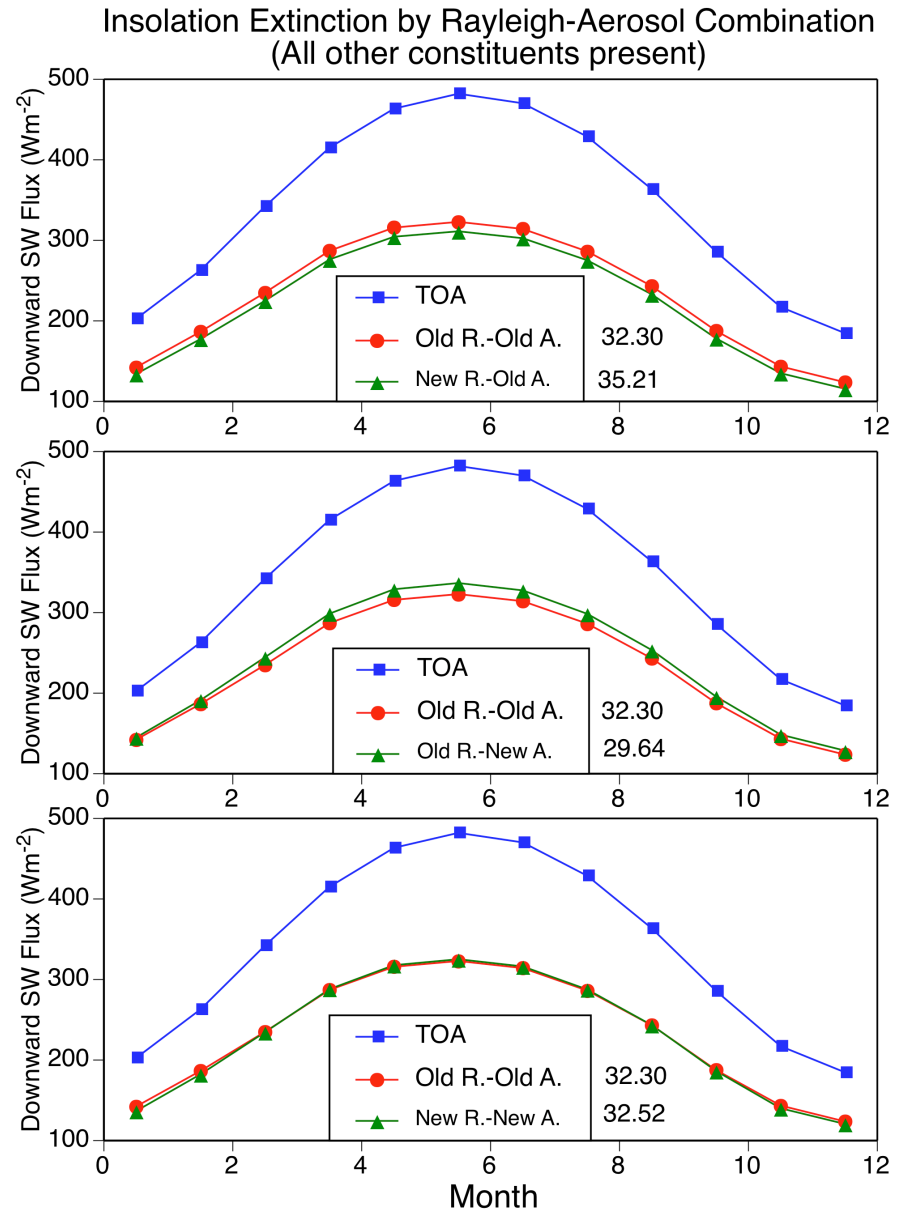 Insolation Extinction by Rayleigh-Aerosol Combination
(All other constituents present)
Downward SW Flux (Wm-2)
500
400
300
200
100
TOA
Old R.-Old A. 32.30
New R.-Old A. 35.21
0 2 4 6 8 10 12
Downward SW Flux (Wm-2)
500
400
300
200
100
TOA
Old R.-Old A. 32.30
Old R.-New A. 29.64
0 2 4 6 8 10 12
Downward SW Flux (Wm-2)
500
400
300
200
100
TOA
Old R.-Old A. 32.30
New R.-New A. 32.52
0 2 4 6 8 10 12
Month